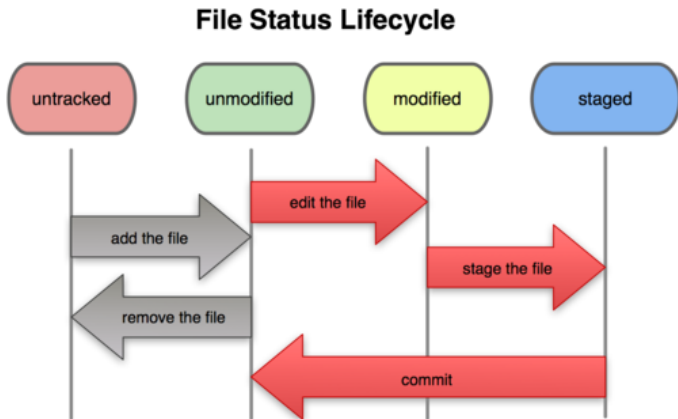 File Status Lifecycle
untracked
unmodified
modified
staged
edit the file
add the file
stage the file
remove the file
commit